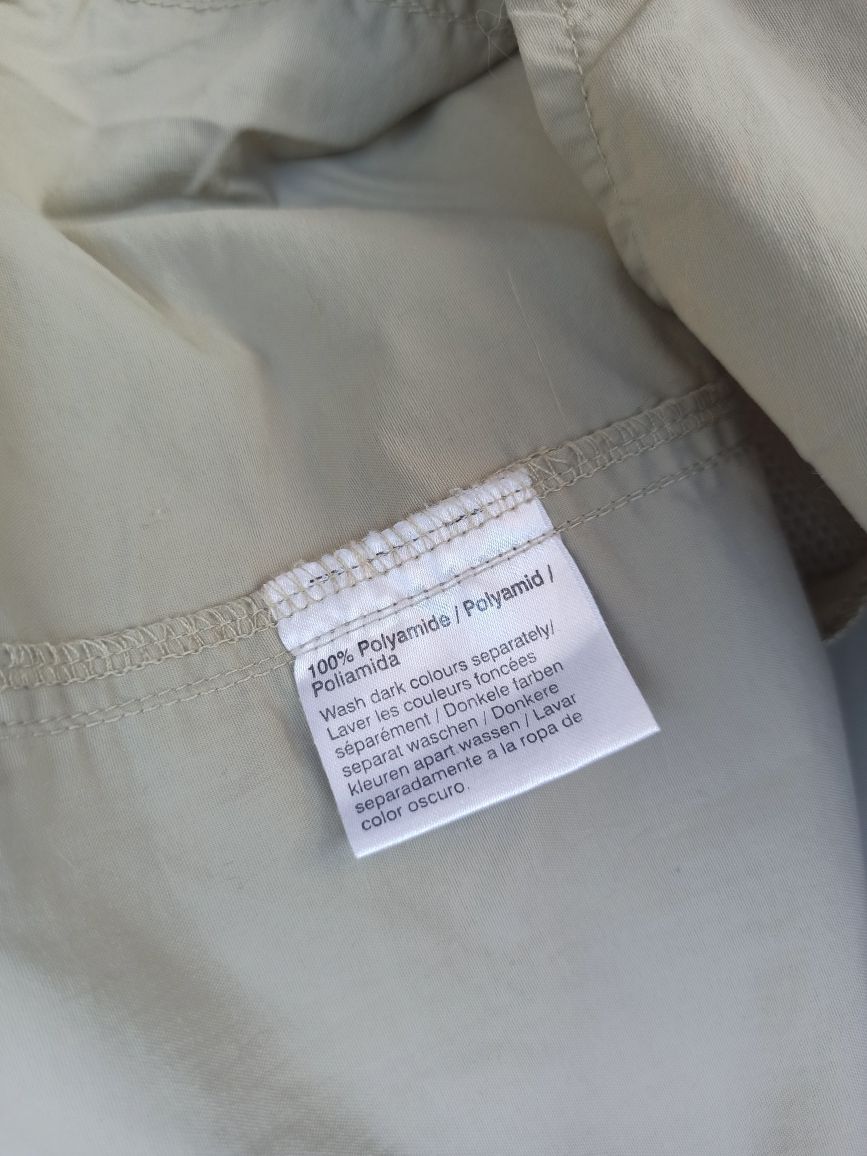 100% Polyamide / Polyamid /
Poliamida
Wash dark colours separately/
Laver les couleurs foncées
séparément / Donkele farben
separat waschen / Donkere
kleuren apart wassen / Lavar
separadamente a la ropa de
color oscuro.